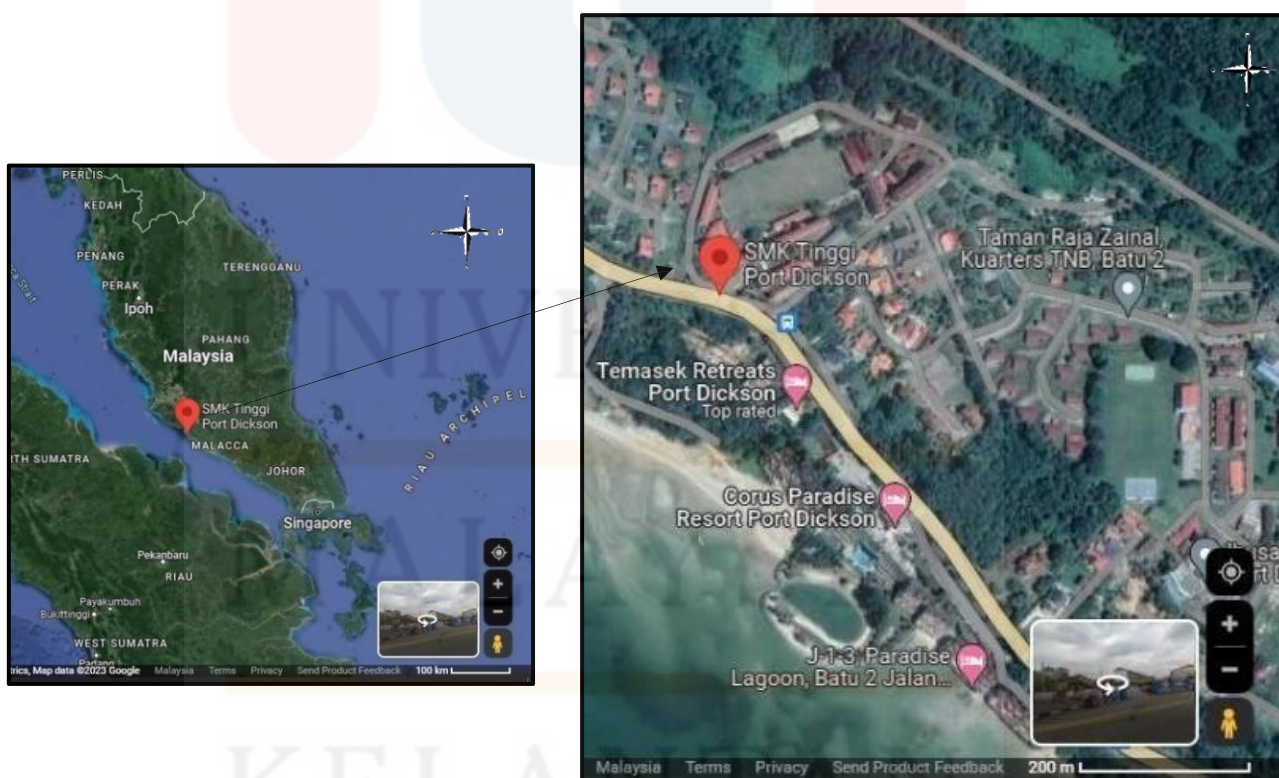 PERLIS
KEDAH
PENANG
PERAK
Ipoh
TERENGGANU
PAHANG
Malaysia
SMK Tinggi
Port Dickson
MALACCA
JOHOR
Singapore
RIAU ARCHIPEL
TH SUMATRA
Pekanbaru
RIAU
Payakumbuh
Bukittinggi
WEST SUMATRA
Padang
Map data ©2023 Google Malaysia Terms Privacy Send Product Feedback 100 km
SMK Tinggi
Port Dickson
Taman Raja Zainal,
Kuarters TNB, Batu 2
Temasek Retreats
Port Dickson
Top rated
Corus Paradise
Resort Port Dickson
J-1-3, Paradise
Lagoon, Batu 2 Jalan...
Malaysia Terms Privacy Send Product Feedback 200 m